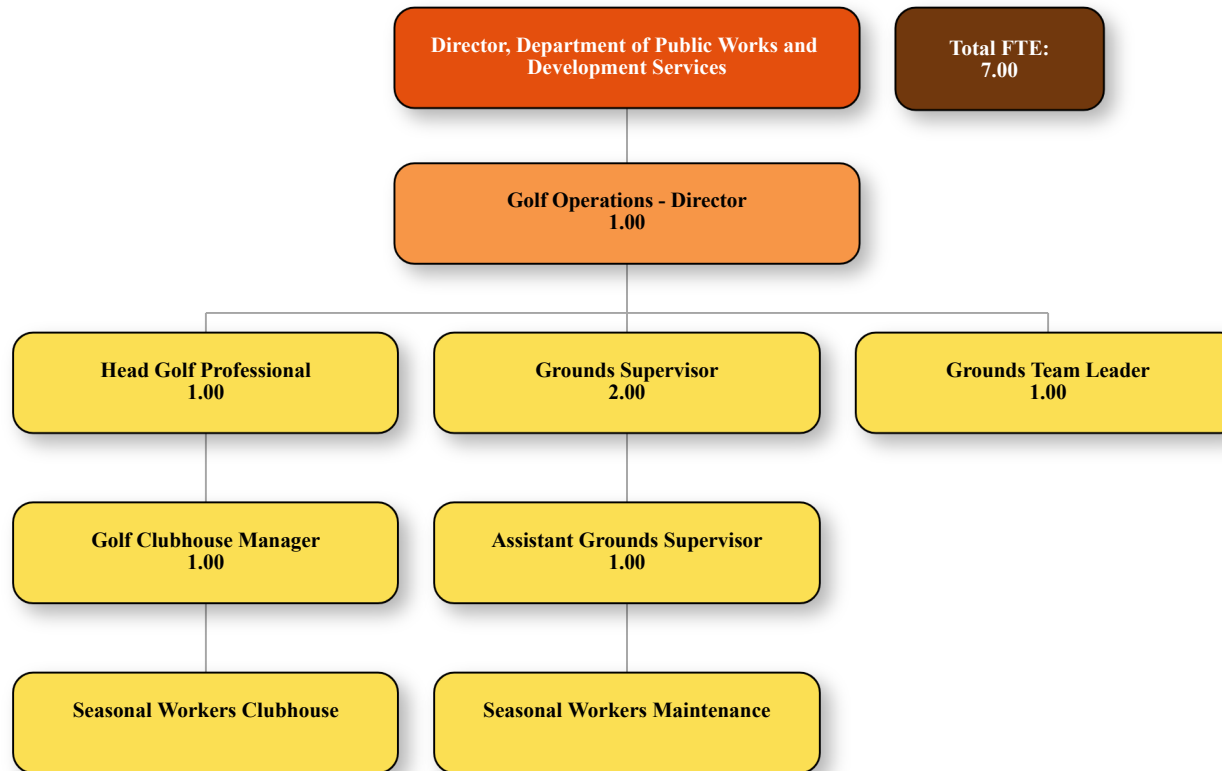 Director, Department of Public Works and
Development Services
Total FTE:
7.00
Golf Operations - Director
1.00
Head Golf Professional
1.00
Grounds Supervisor
2.00
Grounds Team Leader
1.00
Golf Clubhouse Manager
1.00
Assistant Grounds Supervisor
1.00
Seasonal Workers Clubhouse
Seasonal Workers Maintenance